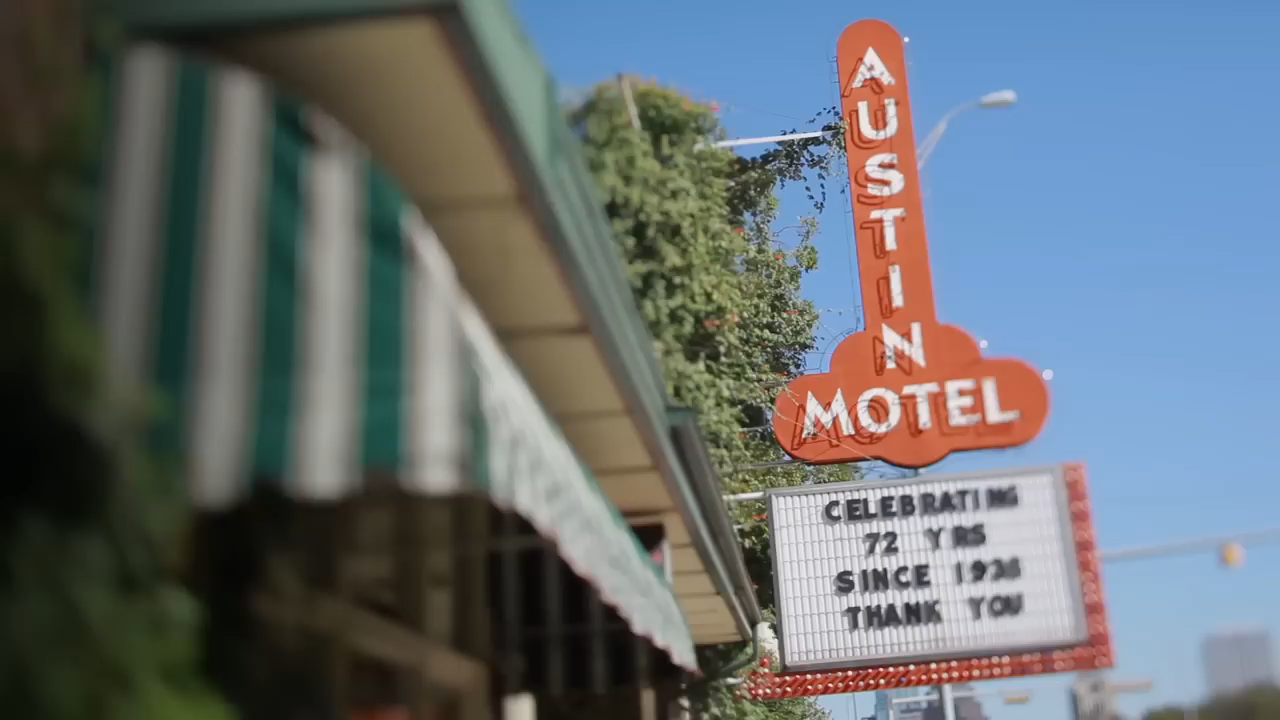 AUSTIN
MOTEL
CELEBRATING
72 YRS
SINCE 1938
THANK YOU